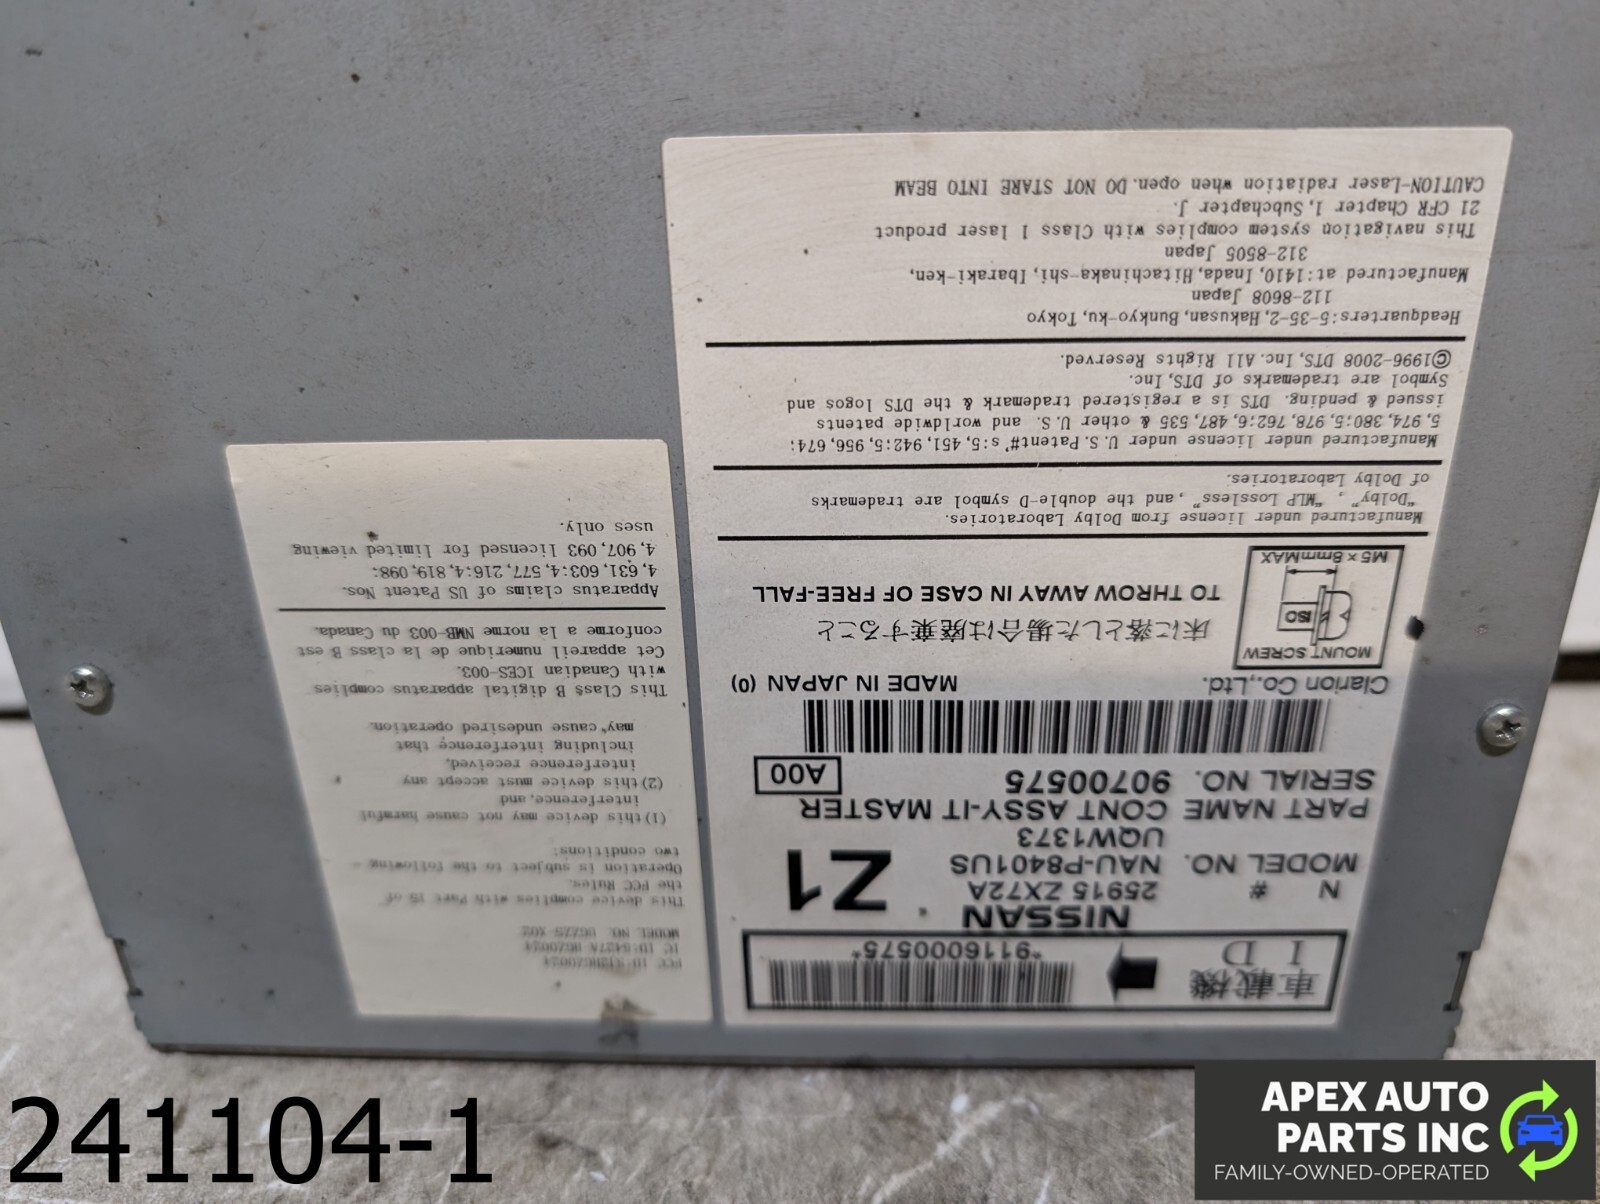 車載機
I D
*9116000575*
NISSAN
N # 25915 ZX72A
MODEL NO. NAU-P8401US
UQW1373
Z1
PART NAME CONT ASSY-IT MASTER
SERIAL NO. 90700575
A00
Clarion Co.,Ltd. MADE IN JAPAN (0)
MOUNT SCREW
ISO
M5×8mmMAX
床に落とした場合は廃棄すること
TO THROW AWAY IN CASE OF FREE-FALL
Manufactured under license from Dolby Laboratories.
"Dolby", "MLP Lossless", and the double-D symbol are trademarks
of Dolby Laboratories.
Manufactured under license under U.S. Patent#'s:5,451,942:5,956,674:
5,974,380:5,978,762:6,487,535 & other U.S. and worldwide patents
issued & pending. DTS is a registered trademark & the DTS logos and
Symbol are trademarks of DTS,Inc.
©1996-2008 DTS,Inc. All Rights Reserved.
Headquarters:5-35-2,Hakusan,Bunkyo-ku,Tokyo
112-8608 Japan
Manufactured at:1410,Inada,Hitachinaka-shi,Ibaraki-ken,
312-8505 Japan
This navigation system complies with Class 1 laser product
21 CFR Chapter 1,Subchapter J.
CAUTION-Laser radiation when open.DO NOT STARE INTO BEAM
This device complies with Part 15 of
the FCC Rules.
Operation is subject to the following
two conditions:
(1)this device may not cause harmful
interference,and
(2)this device must accept any
interference received,
including interference that
may cause undesired operation.
This Class B digital apparatus complies
with Canadian ICES-003.
Cet appareil numerique de la class B est
conforme a la norme NMB-003 du Canada.
Apparatus claims of US Patent Nos.
4,631,603:4,577,216:4,819,098:
4,907,093 licensed for limited viewing
uses only.
241104-1
APEX AUTO
PARTS INC
FAMILY-OWNED-OPERATED